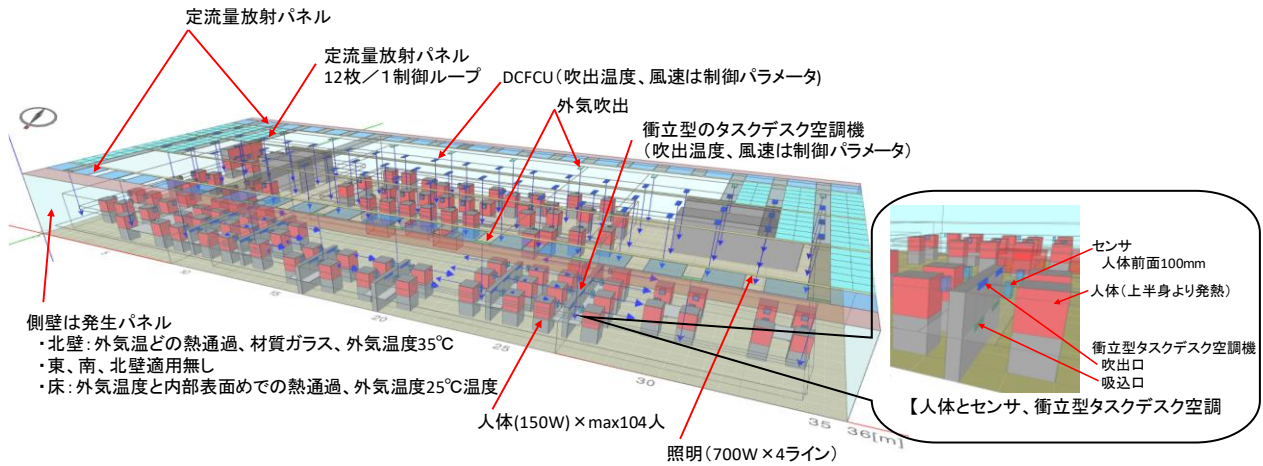 定流量放射パネル
定流量放射パネル
12枚／１制御ループ
DCFCU（吹出温度、風速は制御パラメータ)
外気吹出
衝立型のタスクデスク空調機
（吹出温度、風速は制御パラメータ）
センサ
人体前面100mm
人体（上半身より発熱）
衝立型タスクデスク空調機
吹出口
吸込口
【人体とセンサ、衝立型タスクデスク空調
側壁は発生パネル
・北壁：外気温どの熱通過、材質ガラス、外気温度35℃
・東、南、北壁適用無し
・床：外気温度と内部表面めでの熱通過、外気温度25℃温度
人体(150W)×max104人
照明（700W×4ライン）
15
20
25
30
35 36[m]